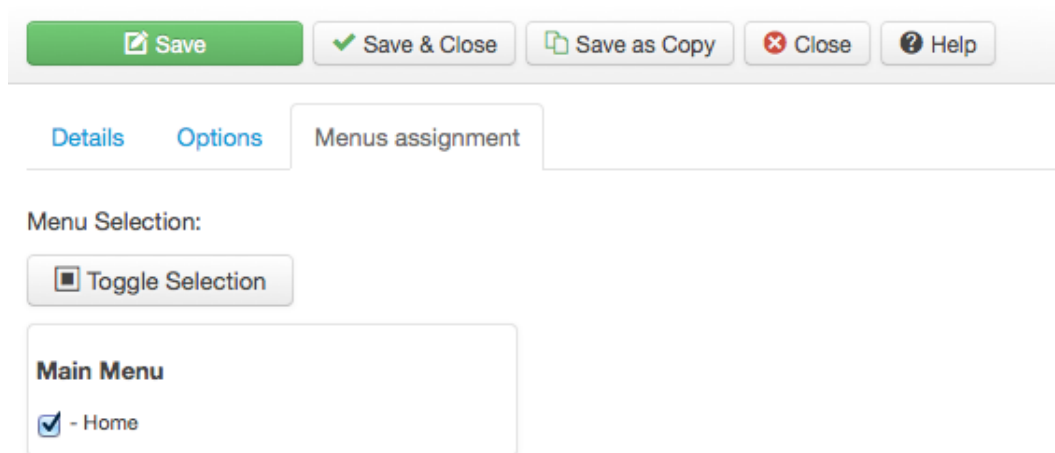 Save Save & Close Save as Copy Close Help
Details Options Menus assignment
Menu Selection:
Toggle Selection
Main Menu
- Home